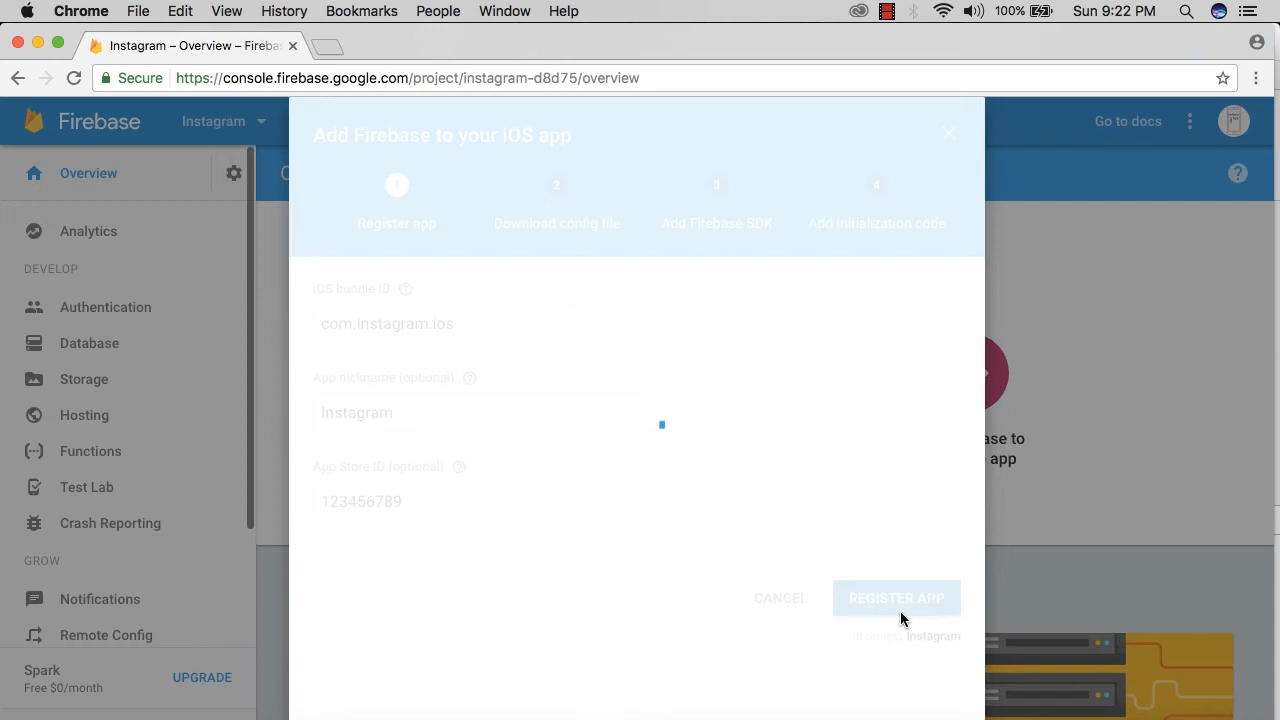 Chrome File Edit View History Bookmarks People Window Help 100% Sun 9:22 PM
Instagram – Overview – Fireba
Secure https://console.firebase.google.com/project/instagram-d8d75/overview
Firebase Instagram Go to docs
Add Firebase to your iOS app
Overview
1 2 3 4
Register app Download config file Add Firebase SDK Add initialization code
Analytics
DEVELOP
Authentication
Database
Storage
Hosting
Functions
Test Lab
Crash Reporting
GROW
Notifications
Remote Config
Spark
Free $0/month
UPGRADE
iOS bundle ID
com.instagram.ios
App nickname (optional)
Instagram
App Store ID (optional)
123456789
CANCEL REGISTER APP
Instagram
ase to
app